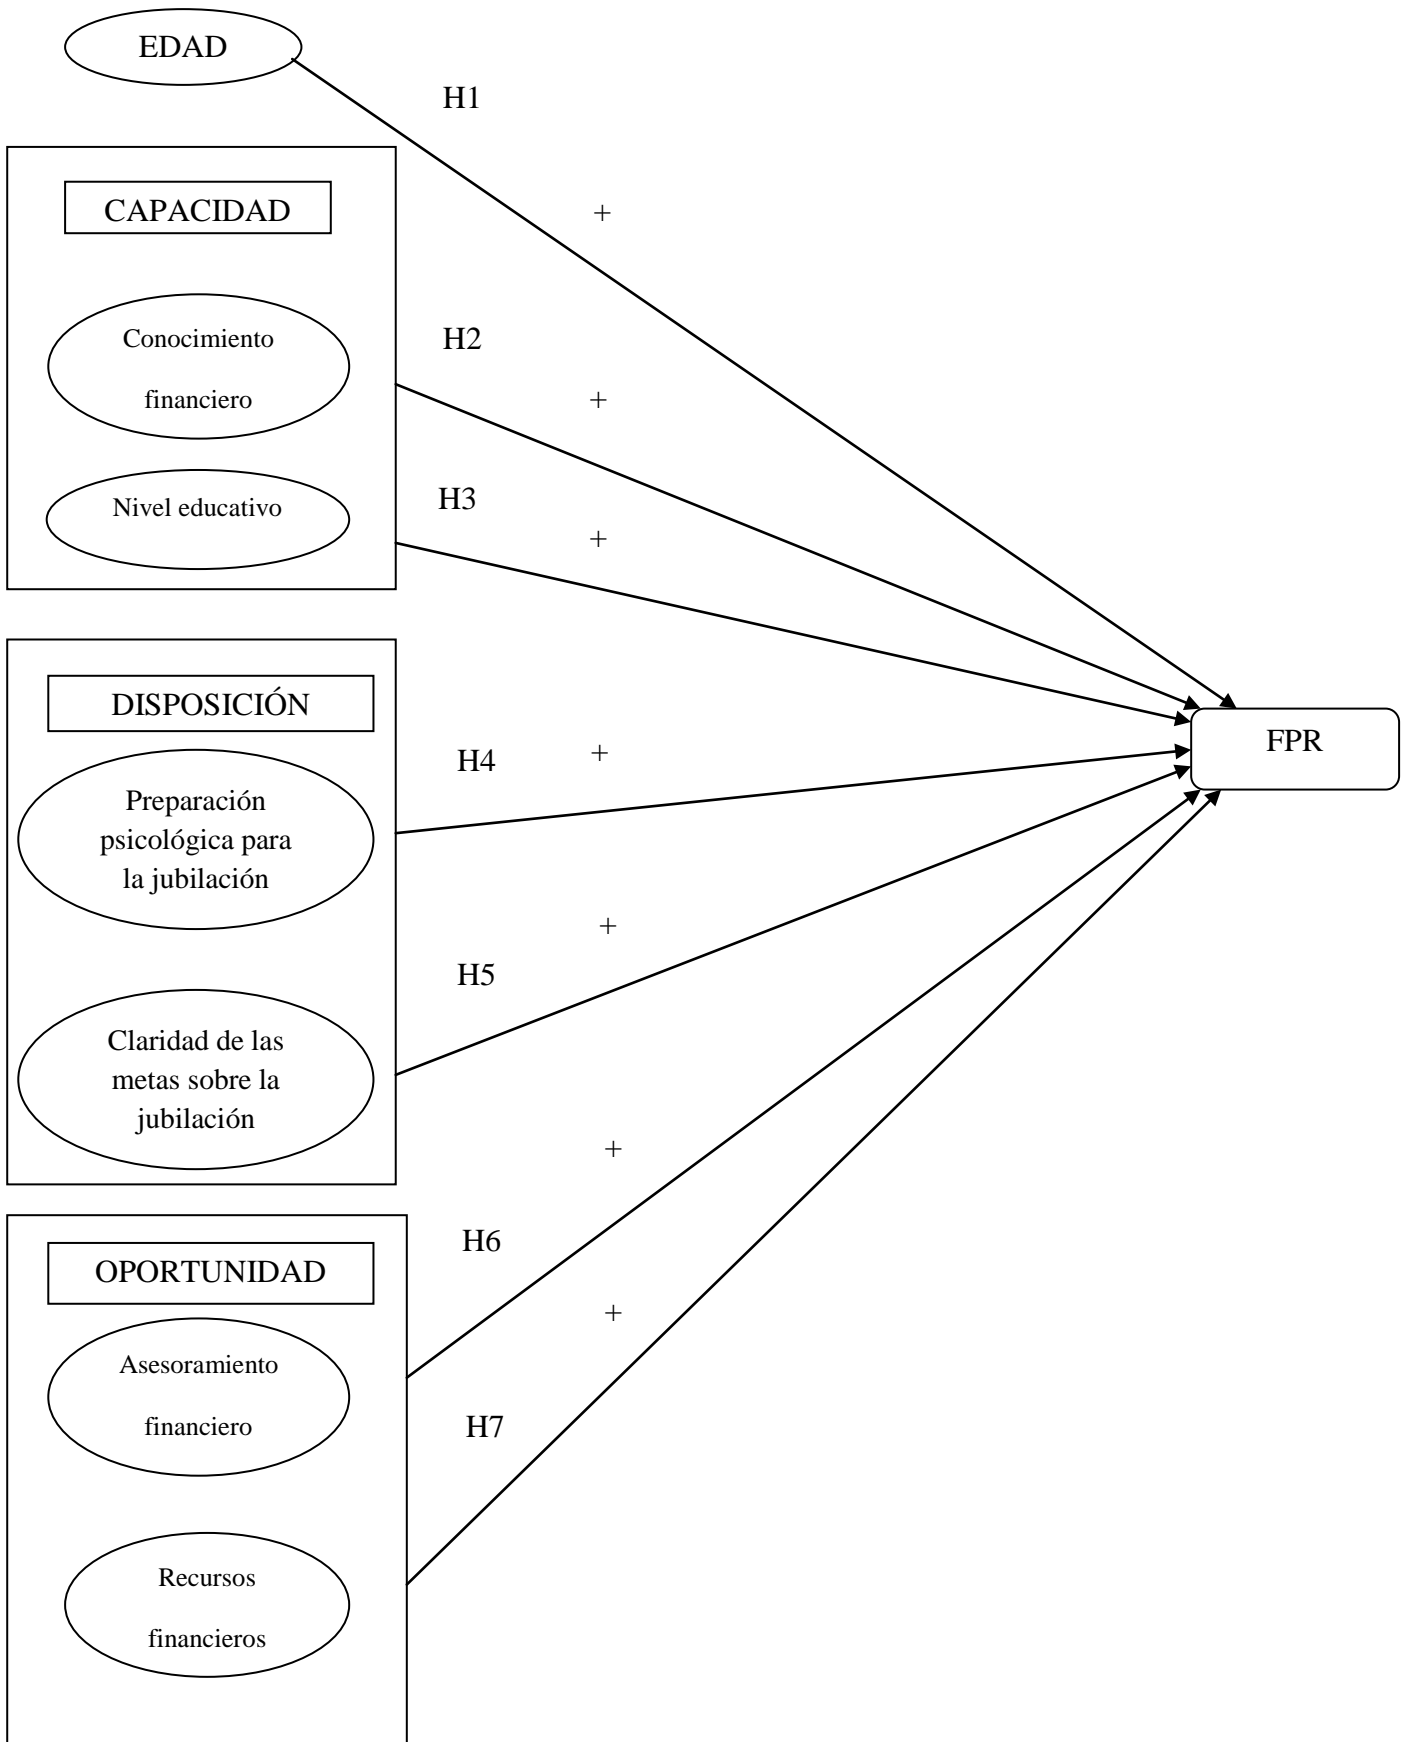 EDAD
H1
CAPACIDAD
+
Conocimiento
financiero
H2
+
Nivel educativo
H3
+
DISPOSICIÓN
Preparación
psicológica para
la jubilación
H4
+
FPR
Claridad de las
metas sobre la
jubilación
H5
+
OPORTUNIDAD
Asesoramiento
financiero
H6
+
Recursos
financieros
H7
+